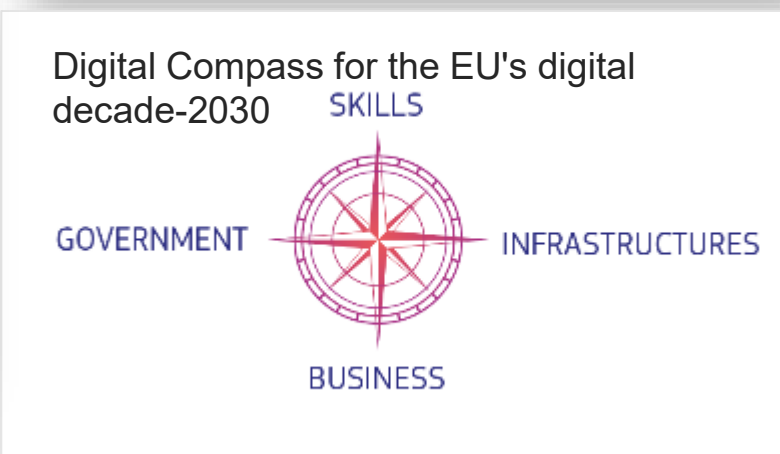 Digital Compass for the EU's digital
decade-2030
SKILLS
GOVERNMENT
INFRASTRUCTURES
BUSINESS